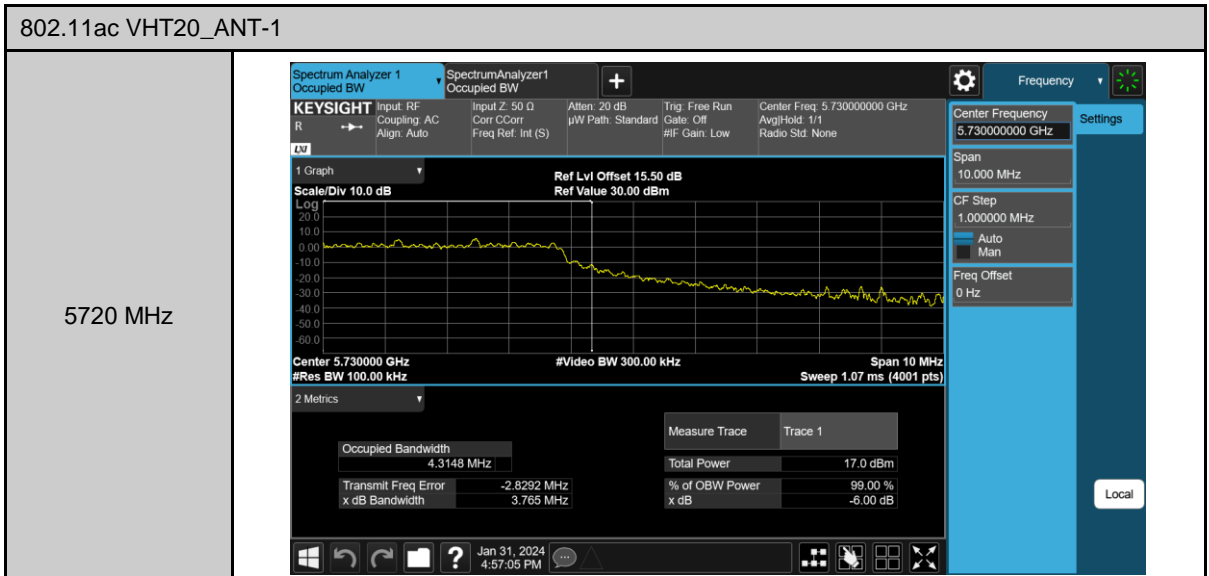 802.11ac VHT20_ANT-1
5720 MHz
Spectrum Analyzer 1
Occupied BW
SpectrumAnalyzer1
Occupied BW
+
Frequency
KEYSIGHT
R
LXI
Input: RF
Coupling: AC
Align: Auto
Input Z: 50 Ω
Corr CCorr
Freq Ref: Int (S)
Atten: 20 dB
µW Path: Standard
Trig: Free Run
Gate: Off
#IF Gain: Low
Center Freq: 5.730000000 GHz
Avg|Hold: 1/1
Radio Std: None
1 Graph
Scale/Div 10.0 dB
Ref Lvl Offset 15.50 dB
Ref Value 30.00 dBm
Log
20.0
10.0
0.00
-10.0
-20.0
-30.0
-40.0
-50.0
-60.0
Center 5.730000 GHz
#Res BW 100.00 kHz
#Video BW 300.00 kHz
Span 10 MHz
Sweep 1.07 ms (4001 pts)
2 Metrics
Measure Trace Trace 1
Occupied Bandwidth
4.3148 MHz
Total Power 17.0 dBm
Transmit Freq Error -2.8292 MHz
% of OBW Power 99.00 %
x dB Bandwidth 3.765 MHz
x dB -6.00 dB
Center Frequency
5.730000000 GHz
Settings
Span
10.000 MHz
CF Step
1.000000 MHz
Auto
Man
Freq Offset
0 Hz
Local
?
Jan 31, 2024
4:57:05 PM